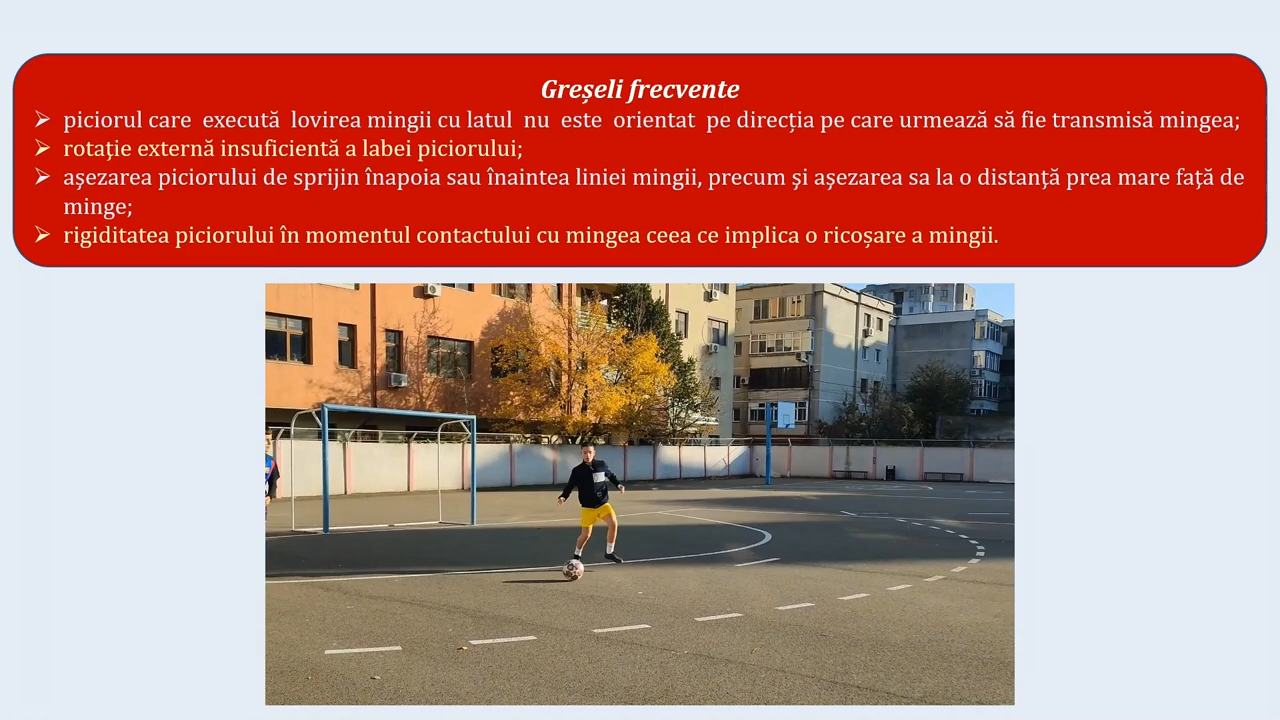 Greșeli frecvente
➢ piciorul care execută lovirea mingii cu latul nu este orientat pe direcția pe care urmează să fie transmisă mingea;
➢ rotație externă insuficientă a labei piciorului;
➢ așezarea piciorului de sprijin înapoia sau înaintea liniei mingii, precum și așezarea sa la o distanță prea mare față de
minge;
➢ rigiditatea piciorului în momentul contactului cu mingea ceea ce implica o ricoșare a mingii.